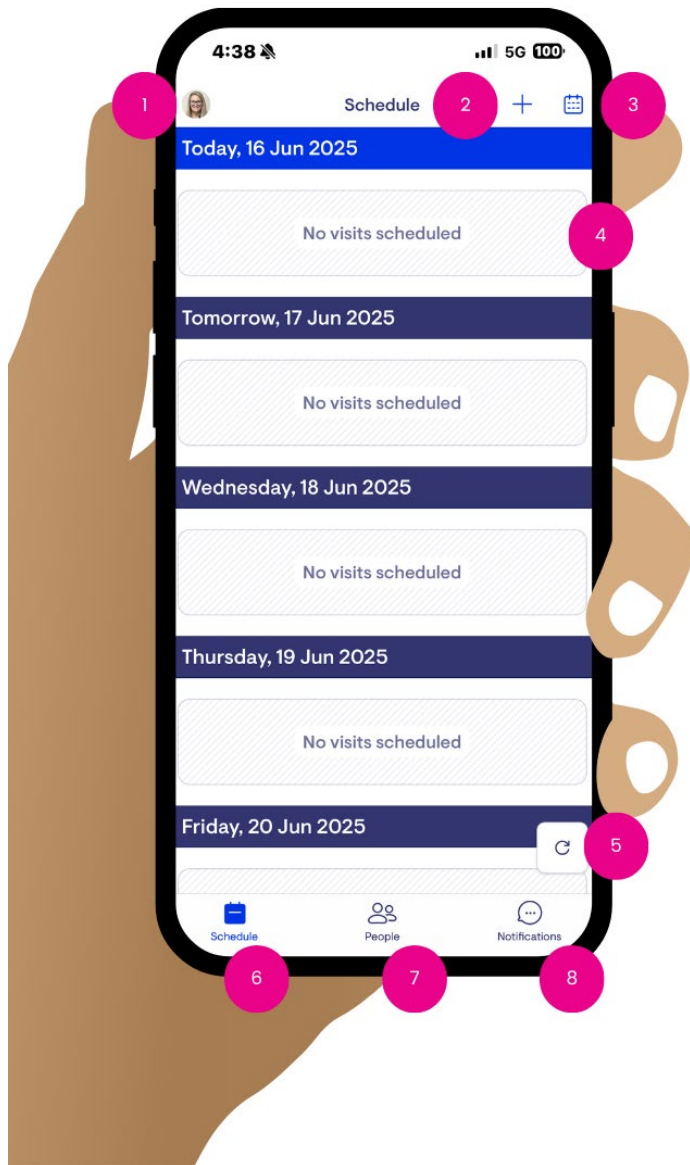 4:38 5G 100
1 Schedule 2 3
Today, 16 Jun 2025
No visits scheduled 4
Tomorrow, 17 Jun 2025
No visits scheduled
Wednesday, 18 Jun 2025
No visits scheduled
Thursday, 19 Jun 2025
No visits scheduled
Friday, 20 Jun 2025
5
Schedule People Notifications
6 7 8